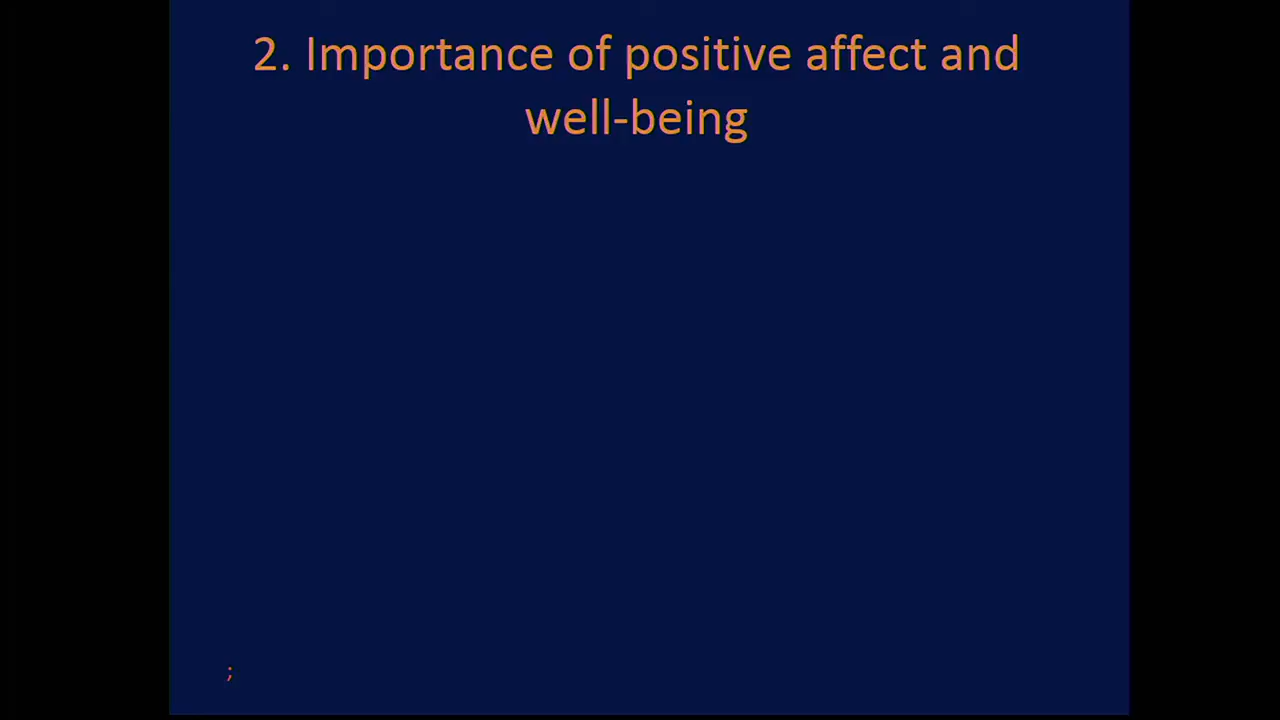 2. Importance of positive affect and
well-being
;